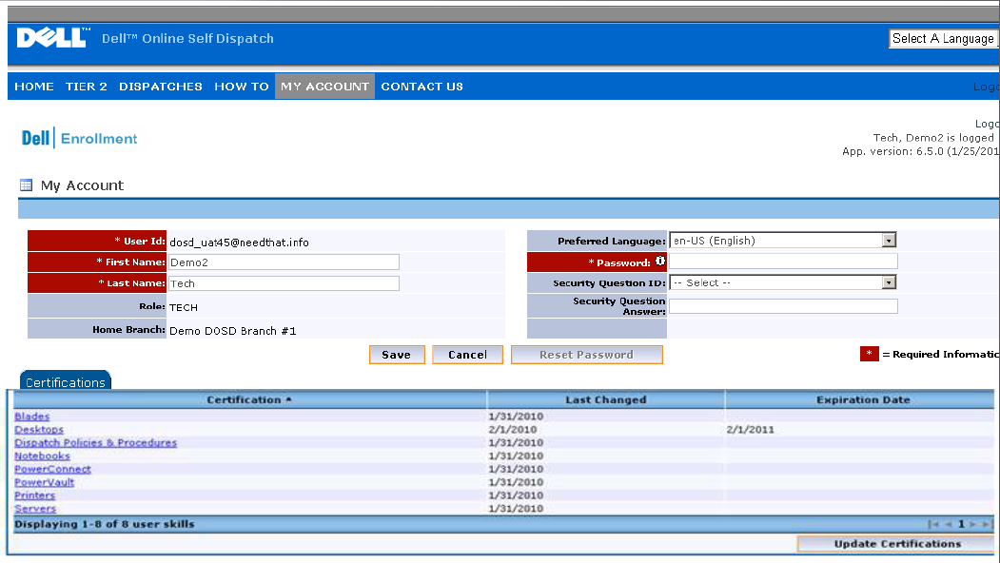 DELL™ Dell™ Online Self Dispatch
Select A Language
HOME TIER 2 DISPATCHES HOW TO MY ACCOUNT CONTACT US Logo
Logo
Dell Enrollment
Tech, Demo2 is logged
App. version: 6.5.0 (1/25/201
My Account
* User Id: dosd_uat45@needthat.info Preferred Language: en-US (English)
* First Name: Demo2 * Password:
* Last Name: Tech Security Question ID: -- Select --
Role: TECH Security Question Answer:
Home Branch: Demo DOSD Branch #1
Save Cancel Reset Password * = Required Informatic
Certifications
Certification Last Changed Expiration Date
Blades 1/31/2010
Desktops 2/1/2010 2/1/2011
Dispatch Policies & Procedures 1/31/2010
Notebooks 1/31/2010
PowerConnect 1/31/2010
PowerVault 1/31/2010
Printers 1/31/2010
Servers 1/31/2010
Displaying 1-8 of 8 user skills |< < 1 > >|
Update Certifications